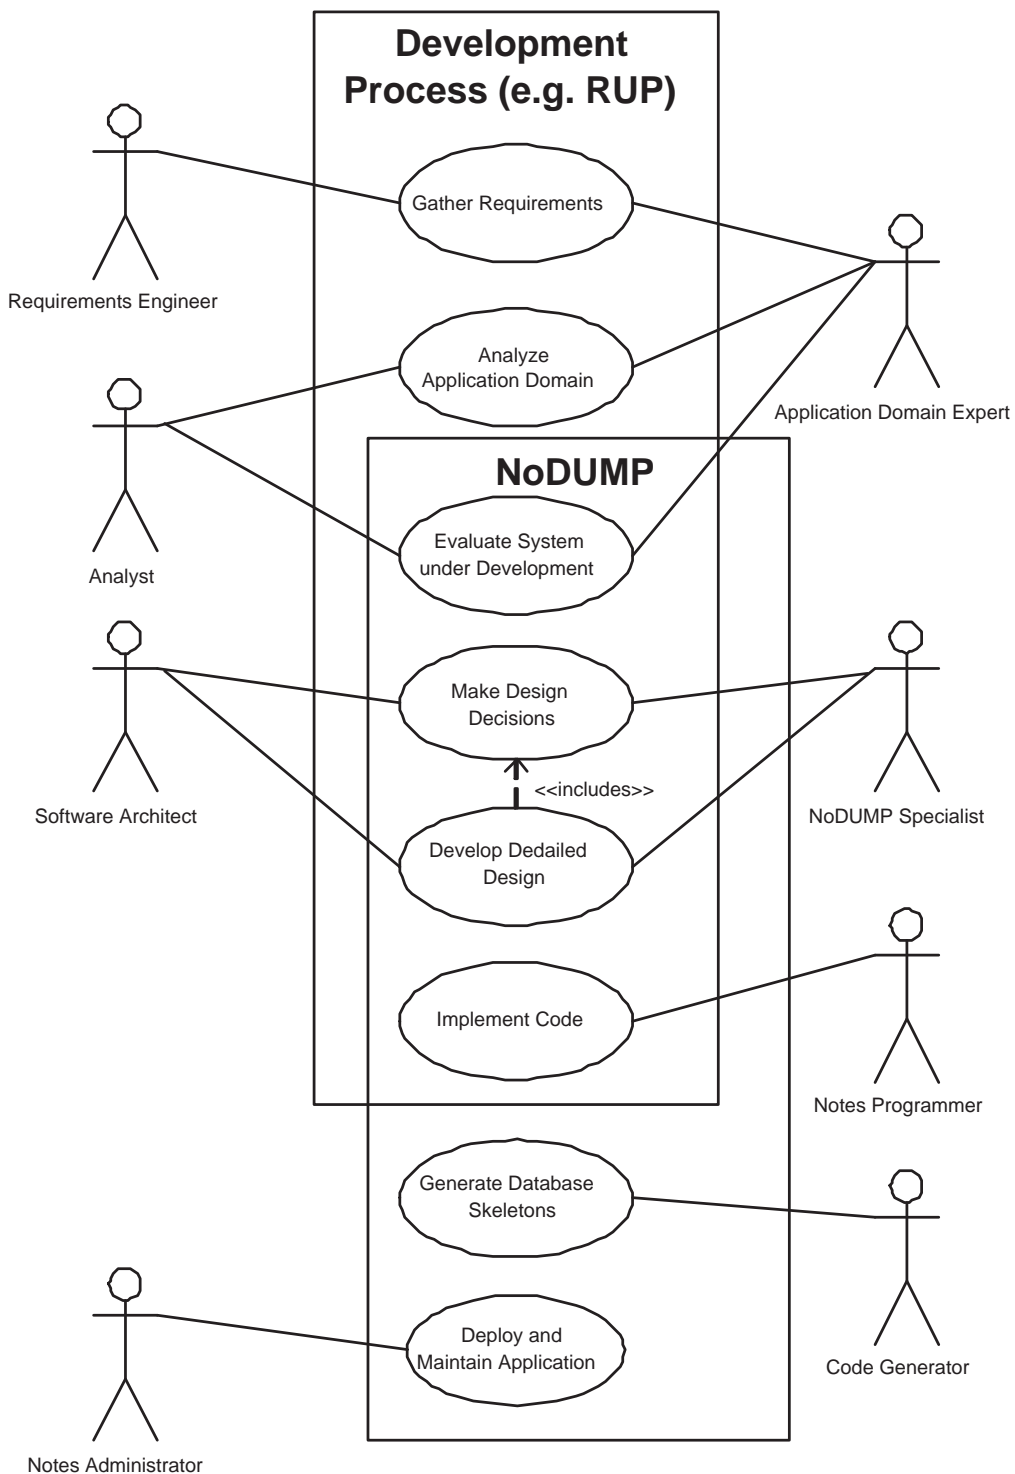 Development
Process (e.g. RUP)
Gather Requirements
Requirements Engineer
Analyze
Application Domain
Application Domain Expert
NoDUMP
Evaluate System
under Development
Analyst
Make Design
Decisions
<<includes>>
Software Architect
NoDUMP Specialist
Develop Dedailed
Design
Implement Code
Notes Programmer
Generate Database
Skeletons
Deploy and
Maintain Application
Code Generator
Notes Administrator